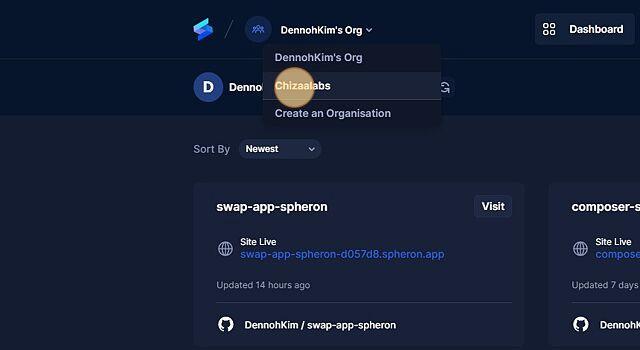 DennohKim's Org
Dashboard
DennohKim's Org
D
Denno
Chizaalabs
Create an Organisation
Sort By
Newest
swap-app-spheron
Visit
composer-s
Site Live
swap-app-spheron-d057d8.spheron.app
Site Live
compose
Updated 14 hours ago
Updated 7 days
DennohKim / swap-app-spheron
DennohK